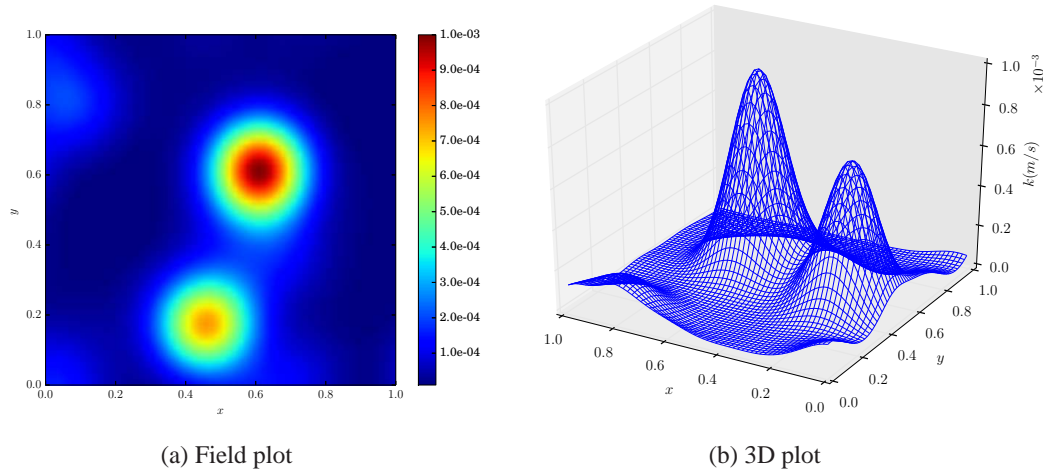 1.0
0.8
0.6
0.4
0.2
0.0
y
0.0
0.2
0.4
0.6
0.8
1.0
x
1.0e-03
9.0e-04
8.0e-04
7.0e-04
6.0e-04
5.0e-04
4.0e-04
3.0e-04
2.0e-04
1.0e-04
(a) Field plot
1.0
0.8
0.6
0.4
0.2
0.0
x
0.0
0.2
0.4
0.6
0.8
1.0
y
0.0
0.2
0.4
0.6
0.8
1.0
k(m/s)
×10⁻³
(b) 3D plot